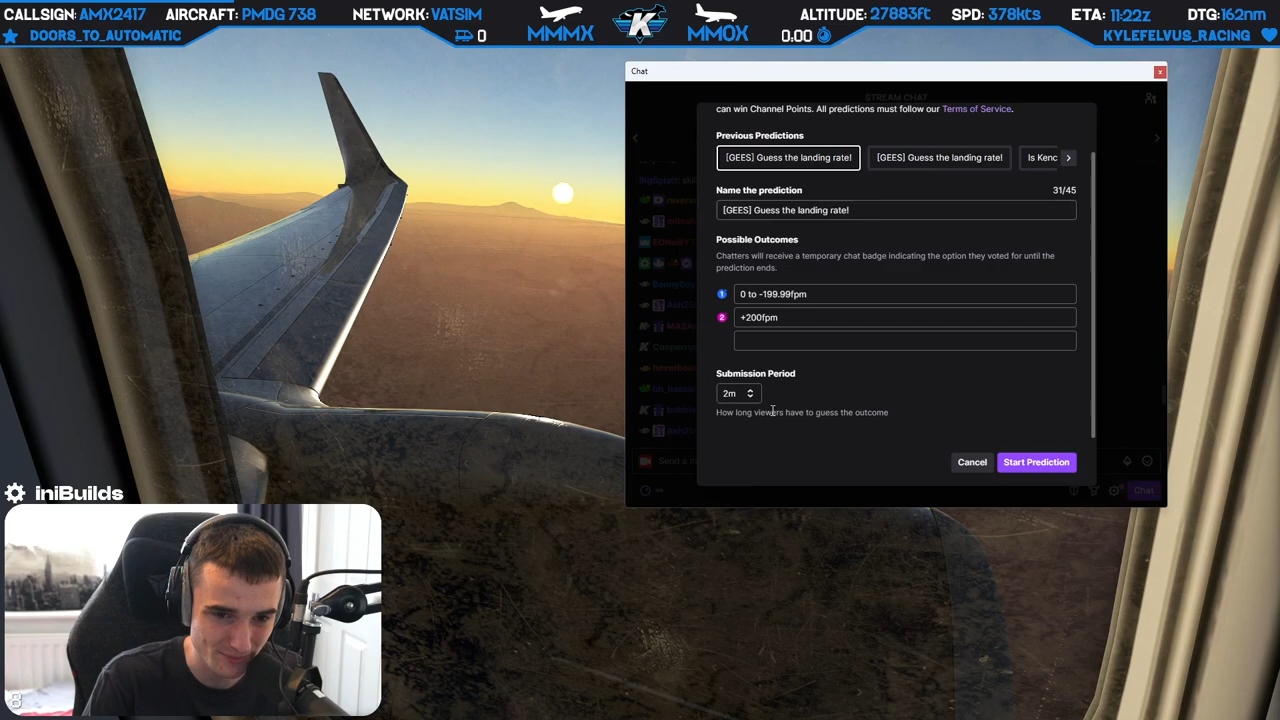 CALLSIGN: AMX2417
AIRCRAFT: PMDG 738
NETWORK: VATSIM
MMMX
K
MMOX
ALTITUDE: 27883ft
SPD: 378kts
ETA: 11:22z
DTG:162nm
DOORS_TO_AUTOMATIC
0
0:00
KYLEFELVUS_RACING
Chat
STREAM CHAT
can win Channel Points. All predictions must follow our Terms of Service.
Previous Predictions
[GEES] Guess the landing rate!
[GEES] Guess the landing rate!
Is Kenc
Name the prediction
31/45
[GEES] Guess the landing rate!
Possible Outcomes
Chatters will receive a temporary chat badge indicating the option they voted for until the
prediction ends.
1
0 to -199.99fpm
2
+200fpm
Submission Period
2m
How long viewers have to guess the outcome
Cancel
Start Prediction
Send a m
Chat
iniBuilds